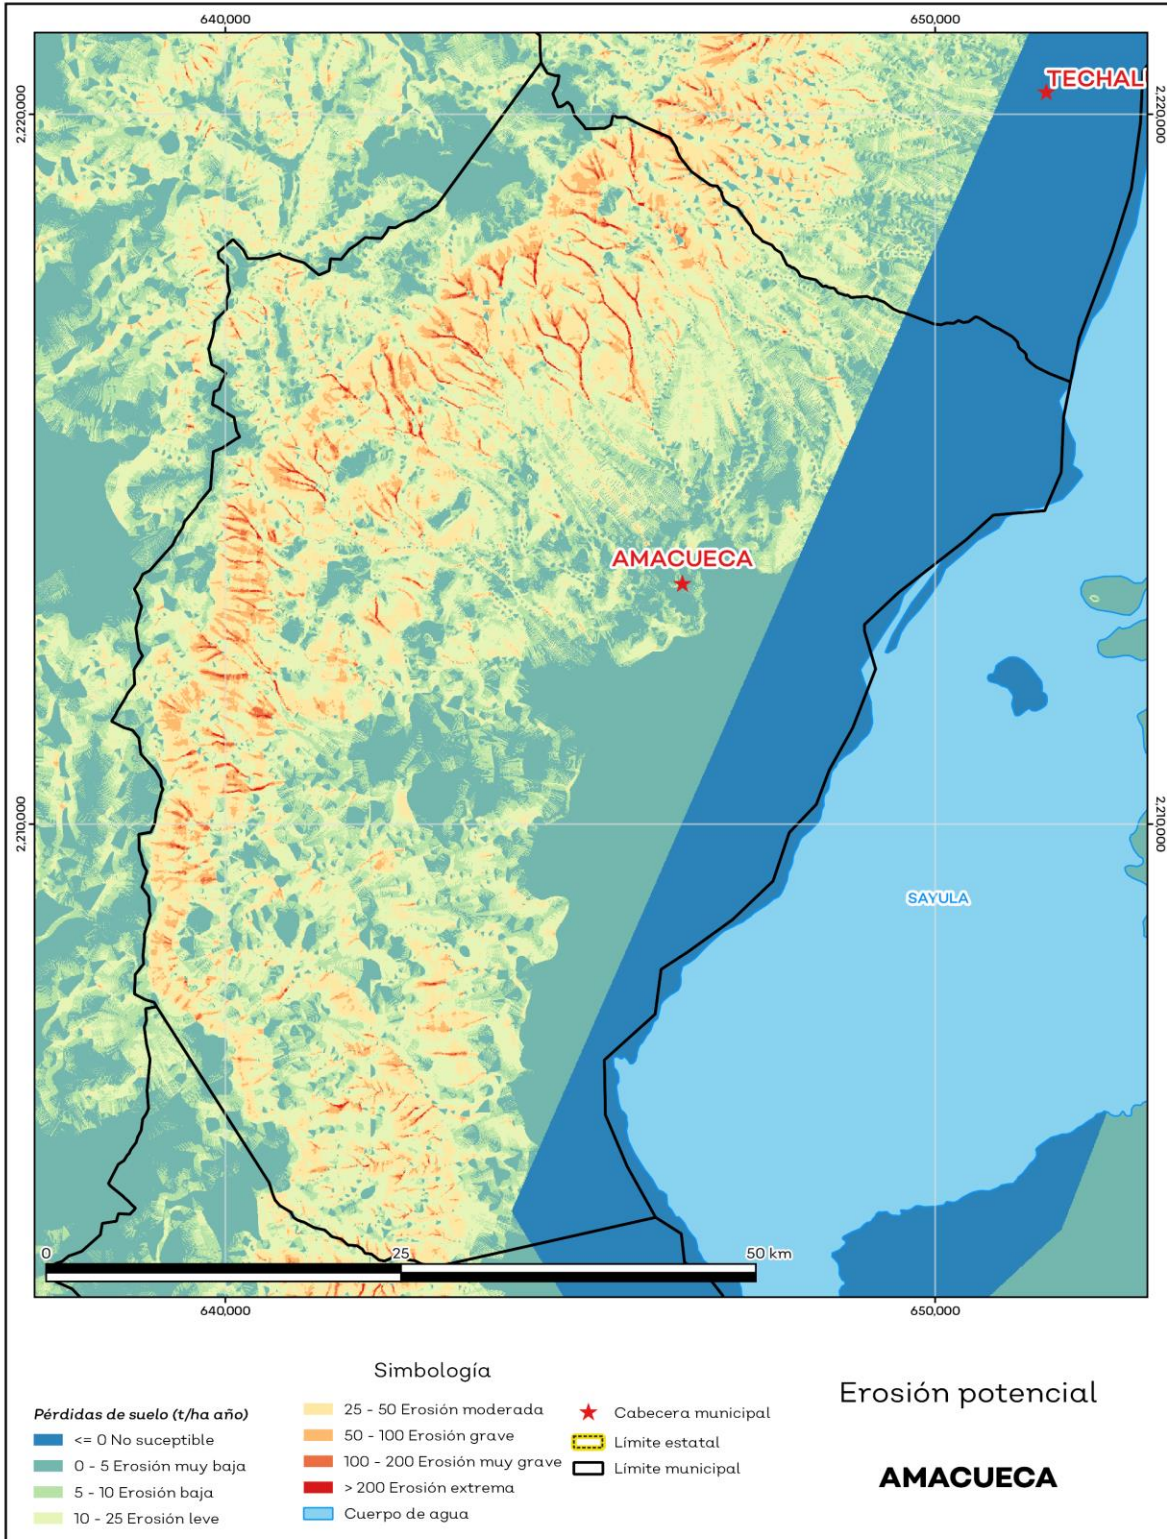 640,000
650,000
TECHAL
2,220,000
2,220,000
AMACUECA
2,210,000
2,210,000
SAYULA
0
25
50 km
640,000
650,000
Simbología
Pérdidas de suelo (t/ha año)
<= 0 No suceptible
0 - 5 Erosión muy baja
5 - 10 Erosión baja
10 - 25 Erosión leve
25 - 50 Erosión moderada
50 - 100 Erosión grave
100 - 200 Erosión muy grave
> 200 Erosión extrema
Cuerpo de agua
Cabecera municipal
Límite estatal
Límite municipal
Erosión potencial
AMACUECA